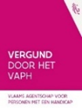 VERGUND
DOOR HET
VAPH
VLAAMS AGENTSCHAP VOOR
PERSONEN MET EEN HANDICAP